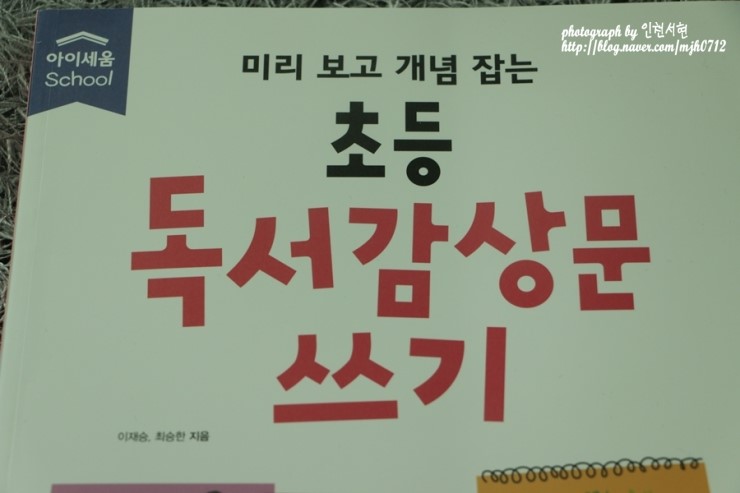 photograph by 인천서현
http://blog.naver.com/mjh0712
아이세움
School
미리 보고 개념 잡는
초등
독서감상문
쓰기
이재승, 최승한 지음